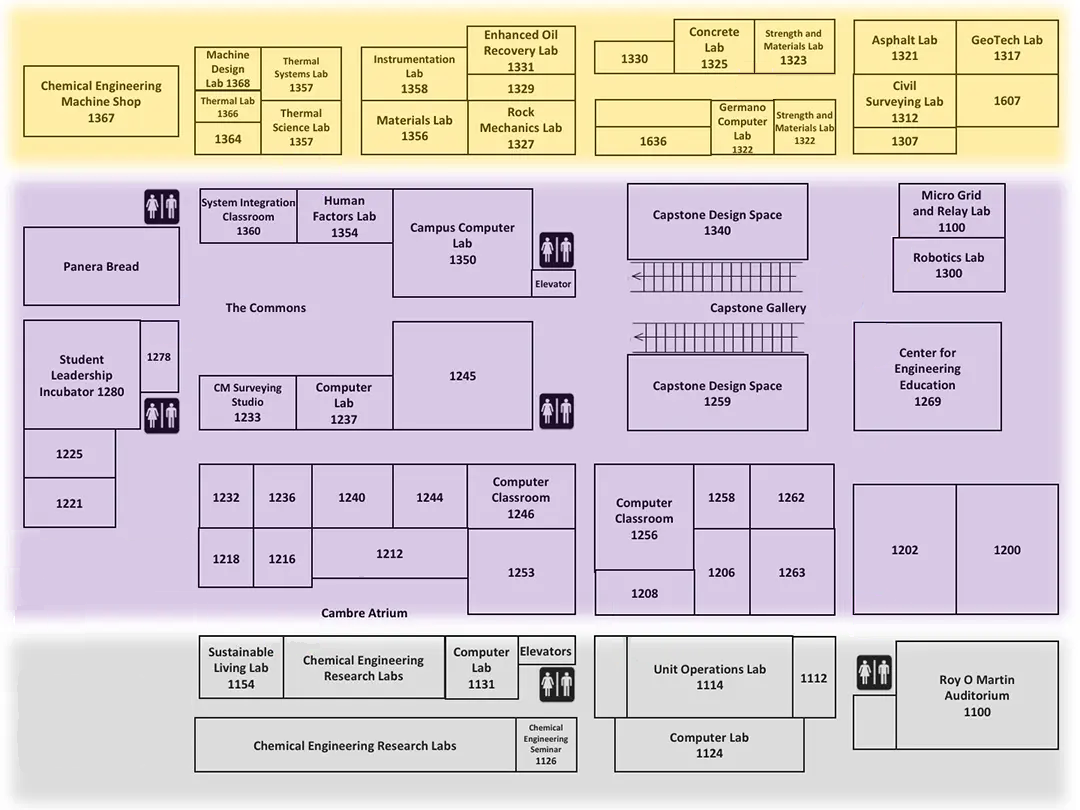 Chemical Engineering
Machine Shop
1367
Machine
Design
Lab 1368
Thermal Lab
1366
1364
Thermal
Systems Lab
1357
Thermal
Science Lab
1357
Instrumentation
Lab
1358
Materials Lab
1356
Enhanced Oil
Recovery Lab
1331
1329
Rock
Mechanics Lab
1327
1330
Concrete
Lab
1325
Strength and
Materials Lab
1323
1636
Germano
Computer
Lab
1322
Strength and
Materials Lab
1322
Asphalt Lab
1321
GeoTech Lab
1317
Civil
Surveying Lab
1312
1607
1307
Panera Bread
System Integration
Classroom
1360
Human
Factors Lab
1354
Campus Computer
Lab
1350
Elevator
Capstone Design Space
1340
Micro Grid
and Relay Lab
1100
Robotics Lab
1300
The Commons
Capstone Gallery
Student
Leadership
Incubator 1280
1278
CM Surveying
Studio
1233
Computer
Lab
1237
1245
Capstone Design Space
1259
Center for
Engineering
Education
1269
1225
1221
1232
1236
1240
1244
Computer
Classroom
1246
1218
1216
1212
1253
Computer
Classroom
1256
1258
1262
1208
1206
1263
1202
1200
Cambre Atrium
Sustainable
Living Lab
1154
Chemical Engineering
Research Labs
Computer
Lab
1131
Elevators
Unit Operations Lab
1114
1112
Roy O Martin
Auditorium
1100
Chemical Engineering Research Labs
Chemical
Engineering
Seminar
1126
Computer Lab
1124